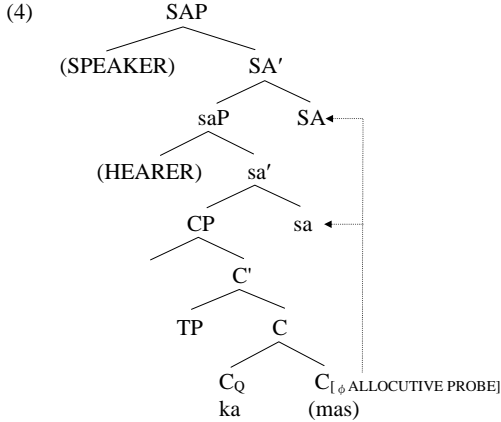 (4) SAP
(SPEAKER) SA′
saP SA
(HEARER) sa′
CP sa
C'
TP C
C_Q C_[ϕ ALLOCUTIVE PROBE]
ka (mas)